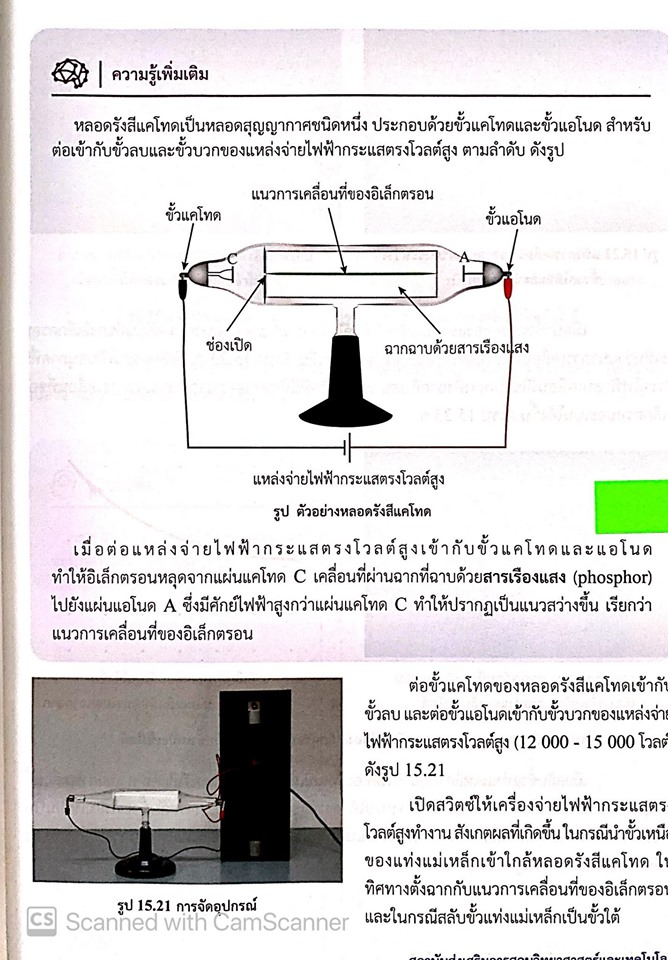 ความรู้เพิ่มเติม
หลอดรังสีแคโทดเป็นหลอดสุญญากาศชนิดหนึ่ง ประกอบด้วยขั้วแคโทดและขั้วแอโนด สำหรับ
ต่อเข้ากับขั้วลบและขั้วบวกของแหล่งจ่ายไฟฟ้ากระแสตรงโวลต์สูง ตามลำดับ ดังรูป
แนวการเคลื่อนที่ของอิเล็กตรอน
ขั้วแคโทด
ขั้วแอโนด
C
A
ช่องเปิด
ฉากฉาบด้วยสารเรืองแสง
แหล่งจ่ายไฟฟ้ากระแสตรงโวลต์สูง
รูป ตัวอย่างหลอดรังสีแคโทด
เมื่อต่อแหล่งจ่ายไฟฟ้ากระแสตรงโวลต์สูงเข้ากับขั้วแคโทดและแอโนด
ทำให้อิเล็กตรอนหลุดจากแผ่นแคโทด C เคลื่อนที่ผ่านฉากที่ฉาบด้วยสารเรืองแสง (phosphor)
ไปยังแผ่นแอโนด A ซึ่งมีศักย์ไฟฟ้าสูงกว่าแผ่นแคโทด C ทำให้ปรากฏเป็นแนวสว่างขึ้น เรียกว่า
แนวการเคลื่อนที่ของอิเล็กตรอน
ต่อขั้วแคโทดของหลอดรังสีแคโทดเข้ากับ
ขั้วลบ และต่อขั้วแอโนดเข้ากับขั้วบวกของแหล่งจ่าย
ไฟฟ้ากระแสตรงโวลต์สูง (12 000 - 15 000 โวลต์
ดังรูป 15.21
เปิดสวิตช์ให้เครื่องจ่ายไฟฟ้ากระแสตร
โวลต์สูงทำงาน สังเกตผลที่เกิดขึ้น ในกรณีนำขั้วเหนือ
ของแท่งแม่เหล็กเข้าใกล้หลอดรังสีแคโทด ใน
ทิศทางตั้งฉากกับแนวการเคลื่อนที่ของอิเล็กตรอน
และในกรณีสลับขั้วแท่งแม่เหล็กเป็นขั้วใต้
รูป 15.21 การจัดอุปกรณ์
CS Scanned with CamScanner